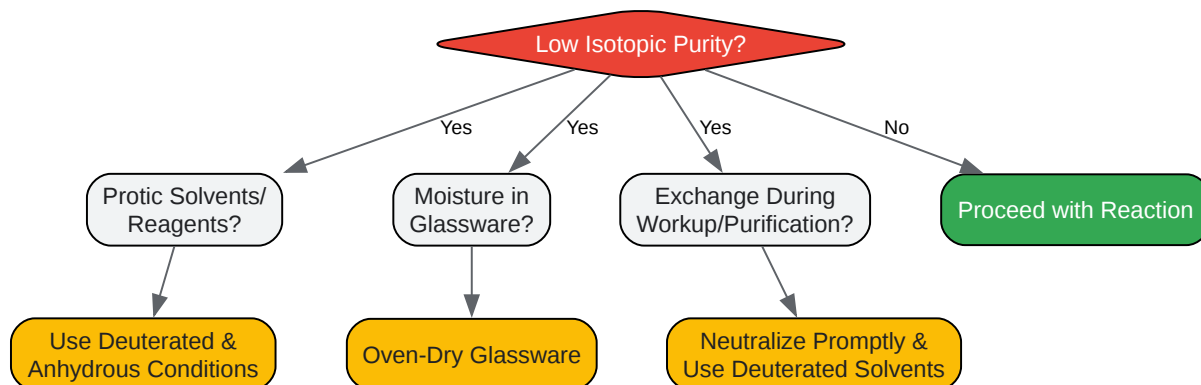 Low Isotopic Purity?
Yes
Yes
Yes
No
Protic Solvents/
Reagents?
Moisture in
Glassware?
Exchange During
Workup/Purification?
Proceed with Reaction
Use Deuterated &
Anhydrous Conditions
Oven-Dry Glassware
Neutralize Promptly &
Use Deuterated Solvents